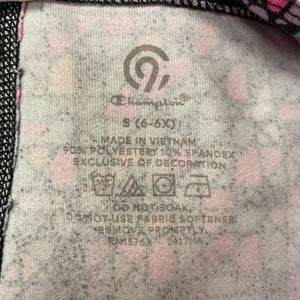 Champion
S (6-6X)
MADE IN VIETNAM
90% POLYESTER/ 10% SPANDEX
EXCLUSIVE OF DECORATION
DO NOT SOAK,
DO NOT USE FABRIC SOFTENER
REMOVE PROMPTLY.